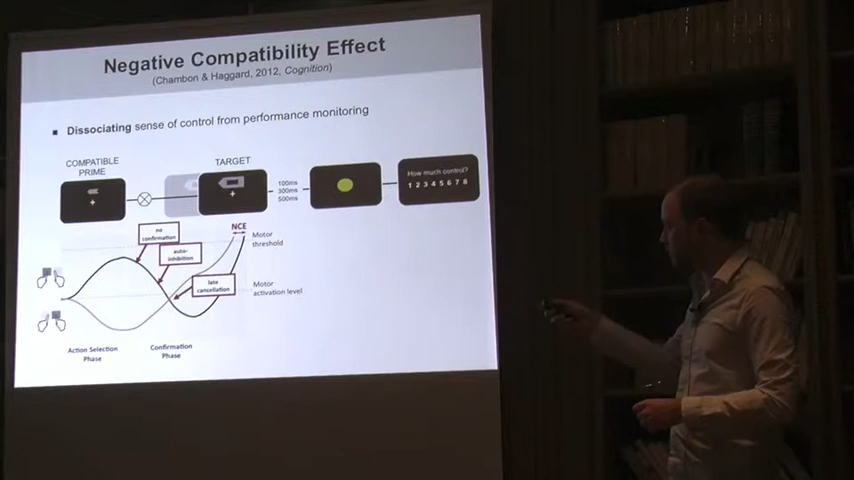 Negative Compatibility Effect
(Chambon & Haggard, 2012, Cognition)
▪ Dissociating sense of control from performance monitoring
COMPATIBLE
PRIME
TARGET
100ms
300ms
500ms
How much control?
1 2 3 4 5 6 7 8
no
confirmation
auto-
inhibition
late
cancellation
NCE
Motor
threshold
Motor
activation level
Action Selection
Phase
Confirmation
Phase